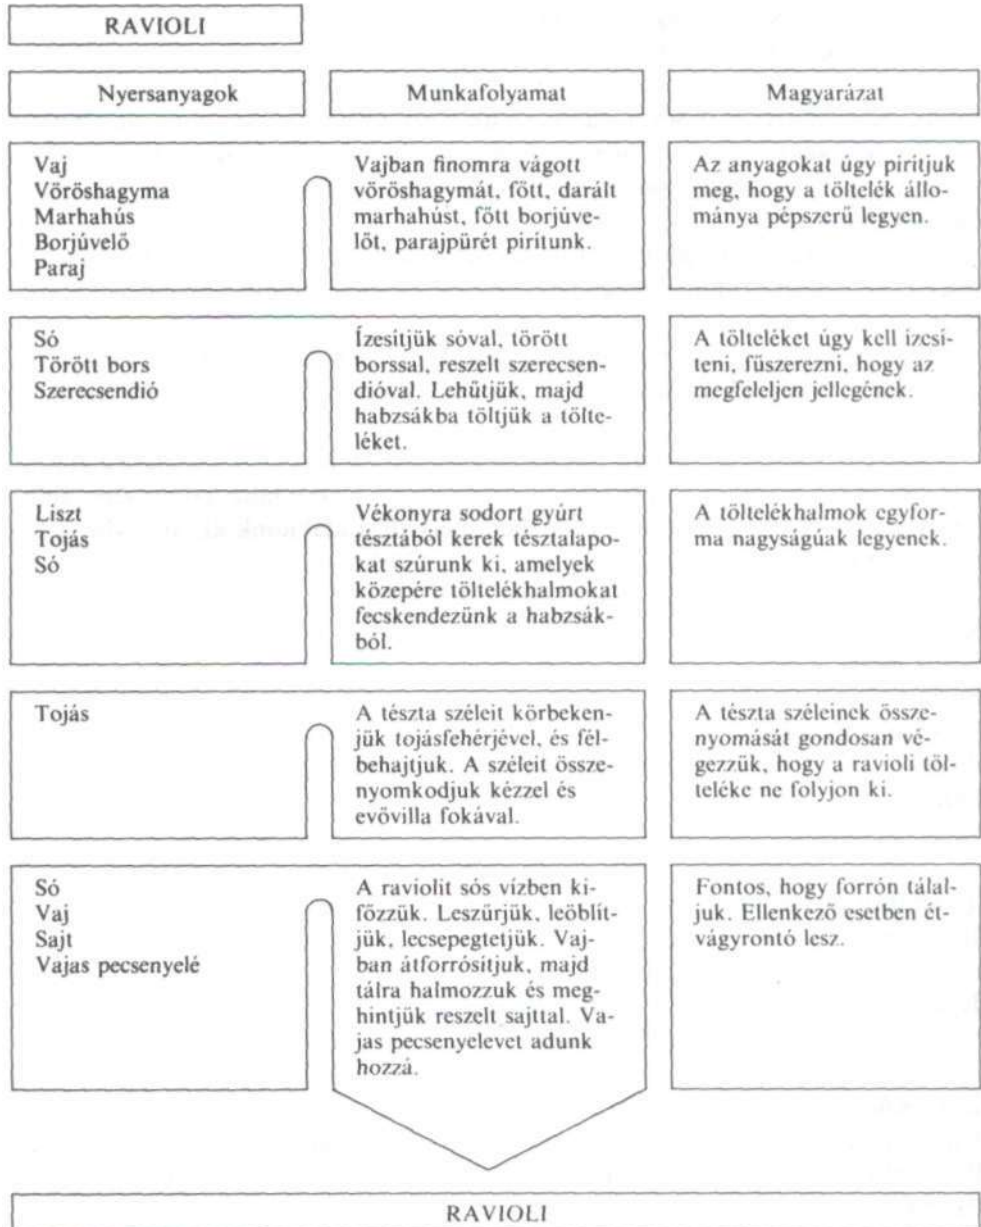 RAVIOLI
Nyersanyagok
Munkafolyamat
Magyarázat
Vaj
Vöröshagyma
Marhahús
Borjúvelő
Paraj
Vajban finomra vágott
vöröshagymát, főtt, darált
marhahúst, főtt borjúve-
lőt, parajpürét pirítunk.
Az anyagokat úgy pirítjuk
meg, hogy a töltelék állo-
mánya pépszerű legyen.
Só
Törött bors
Szerecsendió
Ízesítjük sóval, törött
borssal, reszelt szerecsen-
dióval. Lehűtjük, majd
habzsákba töltjük a tölte-
léket.
A tölteléket úgy kell ízesí-
teni, fűszerezni, hogy az
megfeleljen jellegének.
Liszt
Tojás
Só
Vékonyra sodort gyúrt
tésztából kerek tésztalapo-
kat szúrunk ki, amelyek
közepére töltelékhalmokat
fecskendezünk a habzsák-
ból.
A töltelékhalmok egyfor-
ma nagyságúak legyenek.
Tojás
A tészta széleit körbeken-
jük tojásfehérjével, és fél-
behajtjuk. A széleit össze-
nyomkodjuk kézzel és
evővilla fokával.
A tészta széleinek össze-
nyomását gondosan vé-
gezzük, hogy a ravioli töl-
teléke ne folyjon ki.
Só
Vaj
Sajt
Vajas pecsenyelé
A raviolit sós vízben ki-
főzzük. Leszűrjük, leöblít-
jük, lecsepegtetjük. Vaj-
ban átforrósítjuk, majd
tálra halmozzuk és meg-
hintjük reszelt sajttal. Va-
jas pecsenyelevet adunk
hozzá.
Fontos, hogy forrón tálal-
juk. Ellenkező esetben ét-
vágyrontó lesz.
RAVIOLI